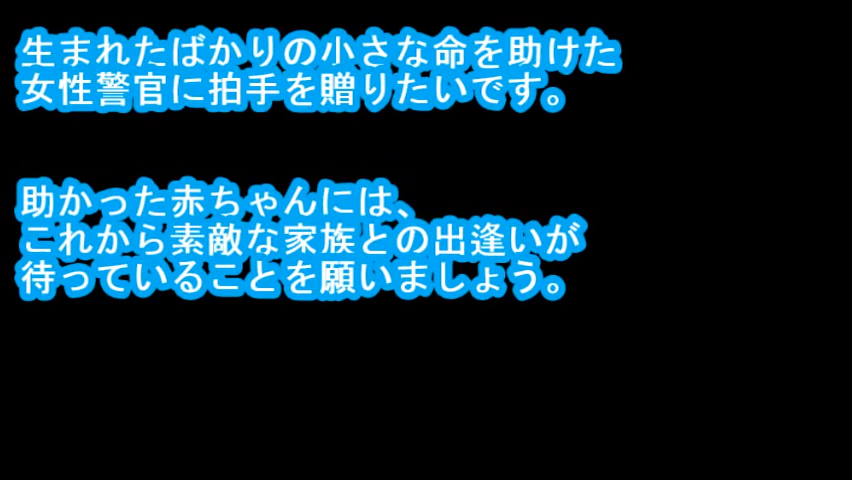 生まれたばかりの小さな命を助けた
女性警官に拍手を贈りたいです。
助かった赤ちゃんには、
これから素敵な家族との出逢いが
待っていることを願いましょう。